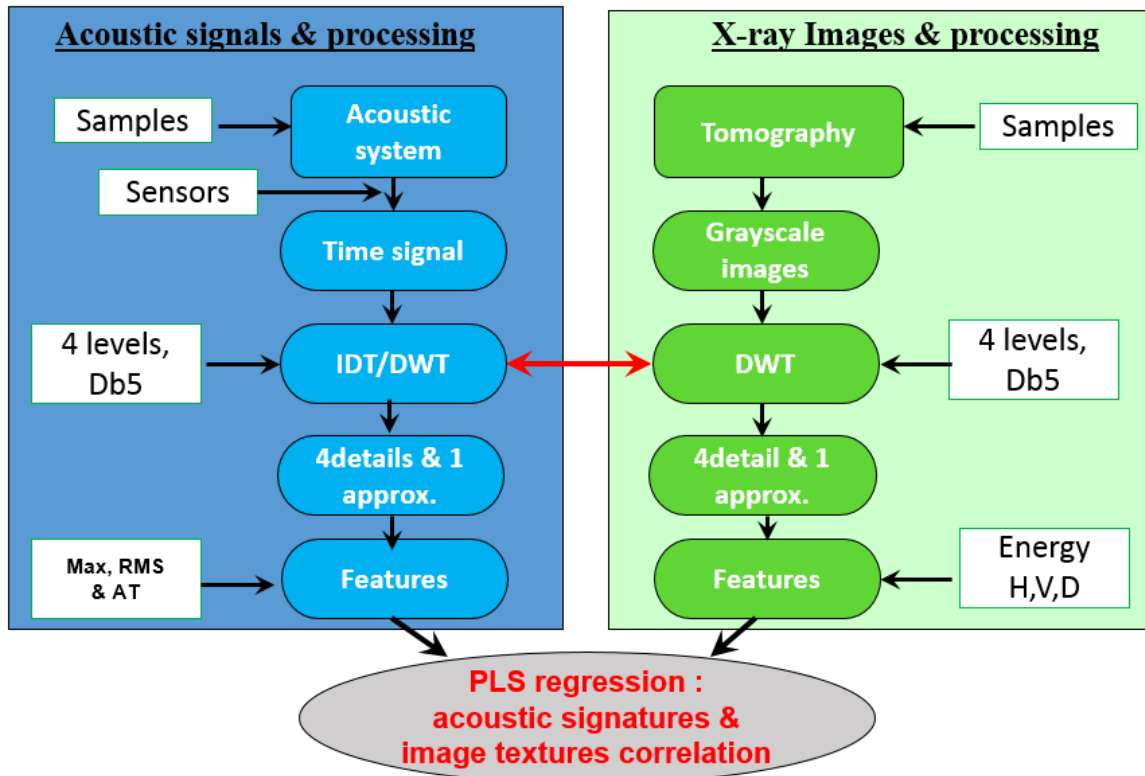 Acoustic signals & processing
Samples
Acoustic
system
Sensors
Time signal
4 levels,
Db5
IDT/DWT
4details & 1
approx.
Max, RMS
& AT
Features
X-ray Images & processing
Tomography
Samples
Grayscale
images
DWT
4 levels,
Db5
4detail & 1
approx.
Features
Energy
H,V,D
PLS regression :
acoustic signatures &
image textures correlation